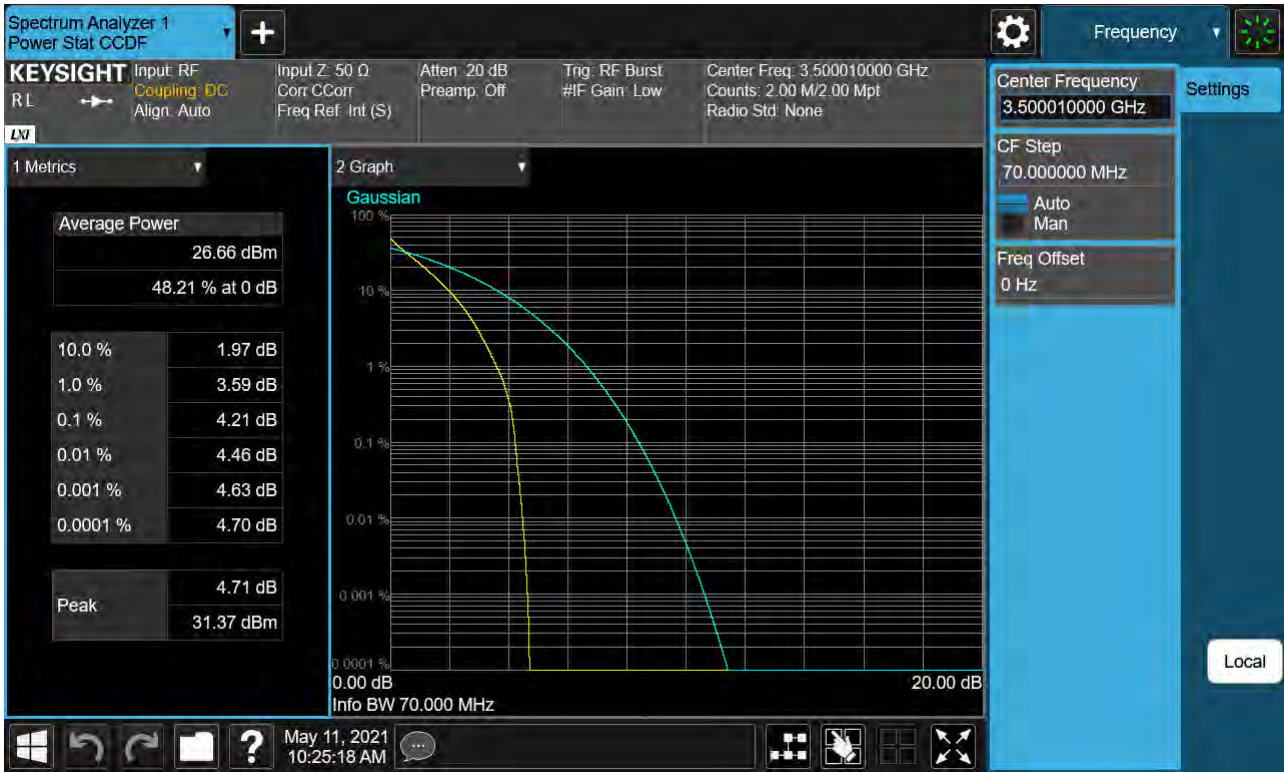 Spectrum Analyzer 1
Power Stat CCDF
Frequency
KEYSIGHT
RL
LXI
Input: RF
Coupling: DC
Align: Auto
Input Z: 50 Ω
Corr CCorr
Freq Ref: Int (S)
Atten: 20 dB
Preamp: Off
Trig: RF Burst
#IF Gain: Low
Center Freq: 3.500010000 GHz
Counts: 2.00 M/2.00 Mpt
Radio Std: None
Center Frequency
3.500010000 GHz
Settings
CF Step
70.000000 MHz
Auto
Man
Freq Offset
0 Hz
1 Metrics
Average Power
26.66 dBm
48.21 % at 0 dB
10.0 % 1.97 dB
1.0 % 3.59 dB
0.1 % 4.21 dB
0.01 % 4.46 dB
0.001 % 4.63 dB
0.0001 % 4.70 dB
Peak
4.71 dB
31.37 dBm
2 Graph
Gaussian
100 %
10 %
1 %
0.1 %
0.01 %
0.001 %
0.0001 %
0.00 dB 20.00 dB
Info BW 70.000 MHz
Local
?
May 11, 2021
10:25:18 AM